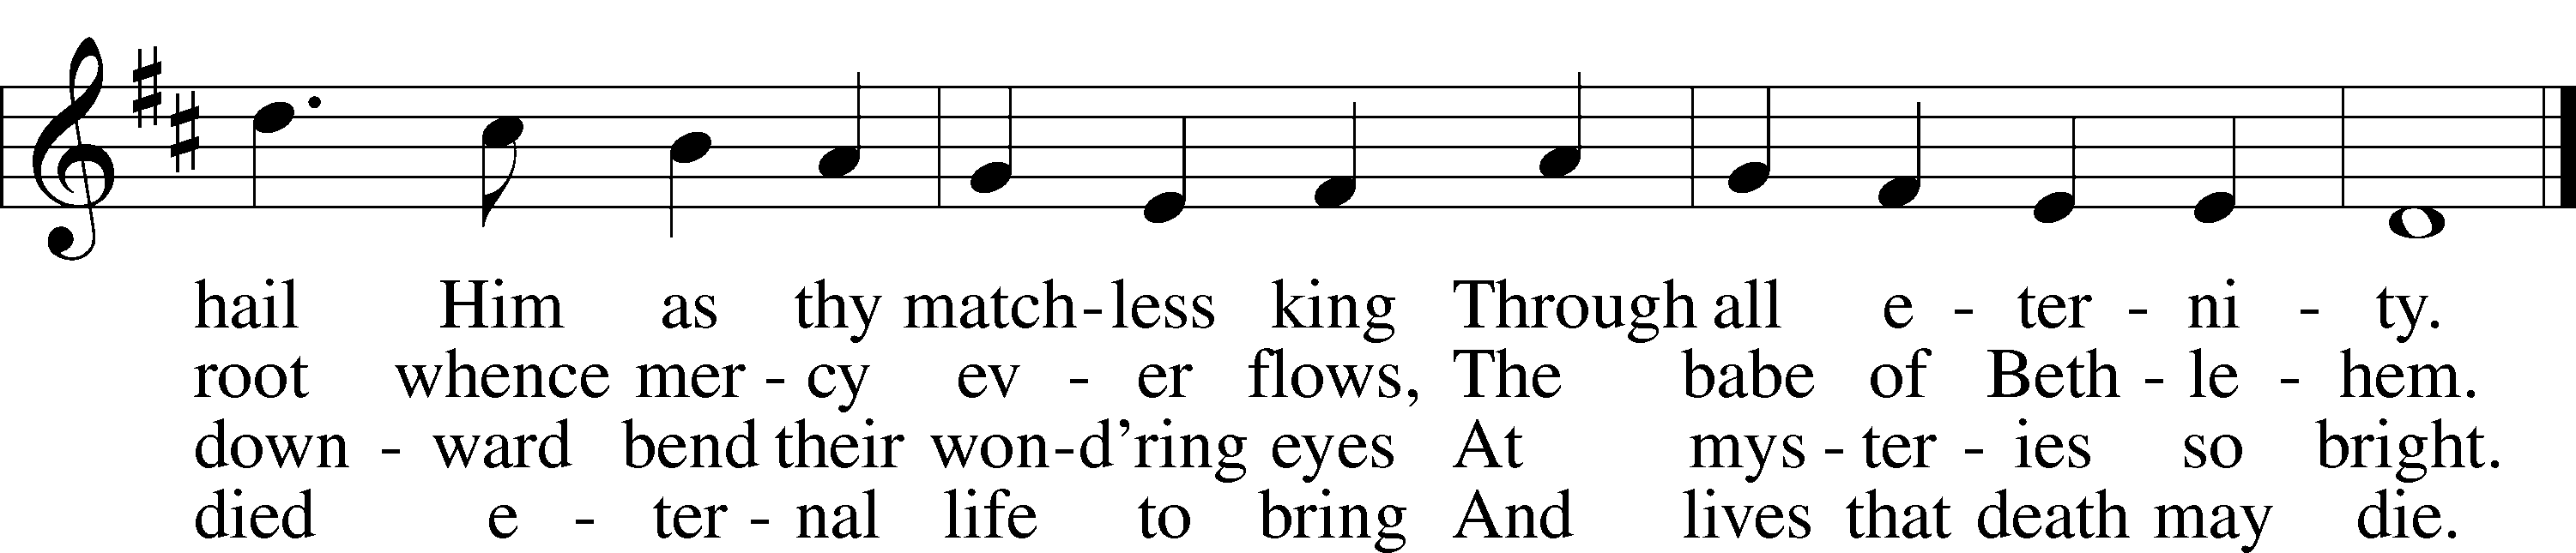 hail Him as thy match-less king Through all e - ter - ni - ty.
root whence mer - cy ev - er flows, The babe of Beth - le - hem.
down - ward bend their won-d'ring eyes At mys - ter - ies so bright.
died e - ter - nal life to bring And lives that death may die.